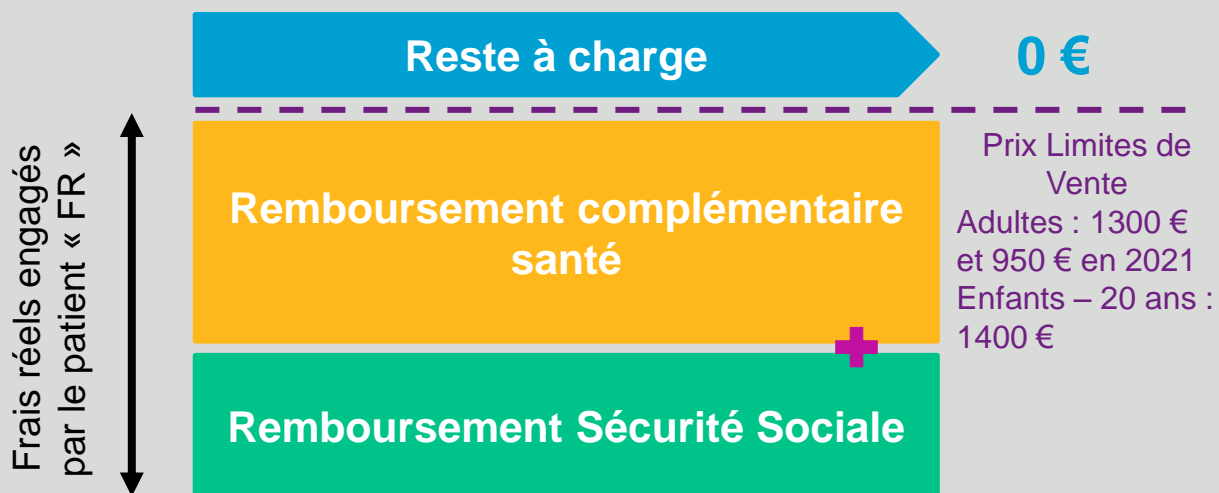 Reste à charge
0 €
Frais réels engagés
par le patient « FR »
Remboursement complémentaire
santé
Prix Limites de
Vente
Adultes : 1300 €
et 950 € en 2021
Enfants – 20 ans :
1400 €
Remboursement Sécurité Sociale